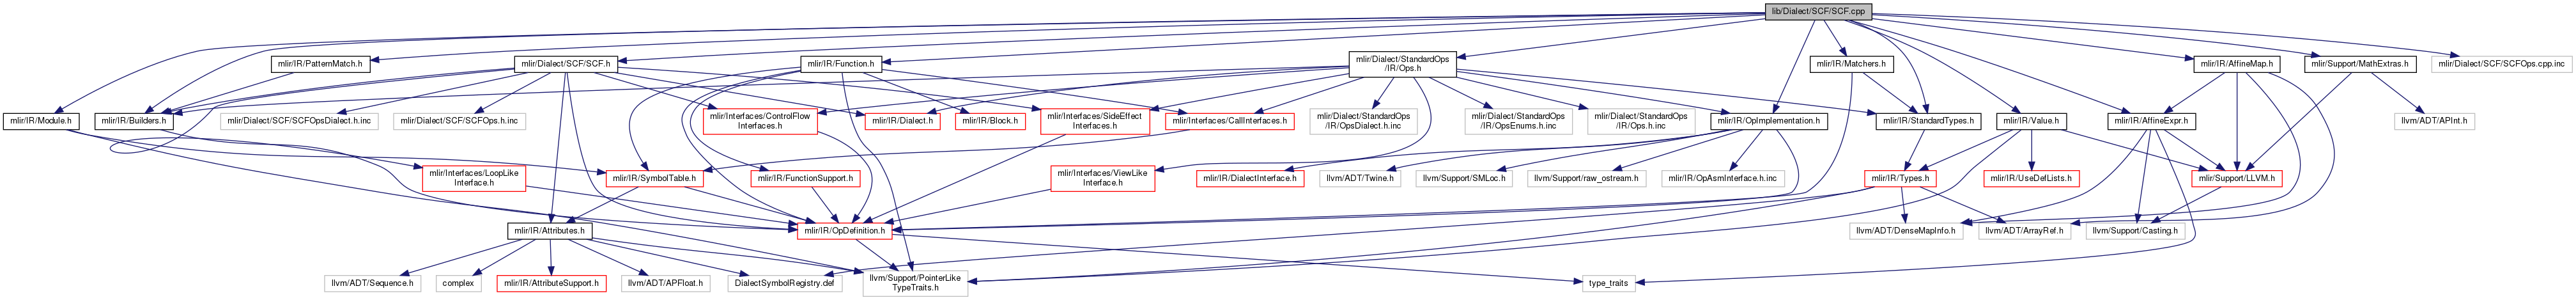 lib/Dialect/SCF/SCF.cpp
mlir/IR/PatternMatch.h
mlir/Dialect/SCF/SCF.h
mlir/IR/Function.h
mlir/Dialect/StandardOps
/IR/Ops.h
mlir/IR/Matchers.h
mlir/IR/AffineMap.h
mlir/Support/MathExtras.h
mlir/Dialect/SCF/SCFOps.cpp.inc
mlir/IR/Module.h
mlir/IR/Builders.h
mlir/Dialect/SCF/SCFOpsDialect.h.inc
mlir/Dialect/SCF/SCFOps.h.inc
mlir/Interfaces/ControlFlow
Interfaces.h
mlir/IR/Dialect.h
mlir/IR/Block.h
mlir/Interfaces/SideEffect
Interfaces.h
mlir/Interfaces/CallInterfaces.h
mlir/Dialect/StandardOps
/IR/OpsDialect.h.inc
mlir/Dialect/StandardOps
/IR/OpsEnums.h.inc
mlir/Dialect/StandardOps
/IR/Ops.h.inc
mlir/IR/OpImplementation.h
mlir/IR/StandardTypes.h
mlir/IR/Value.h
mlir/IR/AffineExpr.h
llvm/ADT/APInt.h
mlir/Interfaces/LoopLike
Interface.h
mlir/IR/SymbolTable.h
mlir/IR/FunctionSupport.h
mlir/Interfaces/ViewLike
Interface.h
mlir/IR/DialectInterface.h
llvm/ADT/Twine.h
llvm/Support/SMLoc.h
llvm/Support/raw_ostream.h
mlir/IR/OpAsmInterface.h.inc
mlir/IR/Types.h
mlir/IR/UseDefLists.h
mlir/Support/LLVM.h
mlir/IR/Attributes.h
mlir/IR/OpDefinition.h
llvm/ADT/DenseMapInfo.h
llvm/ADT/ArrayRef.h
llvm/Support/Casting.h
llvm/ADT/Sequence.h
complex
mlir/IR/AttributeSupport.h
llvm/ADT/APFloat.h
DialectSymbolRegistry.def
llvm/Support/PointerLike
TypeTraits.h
type_traits